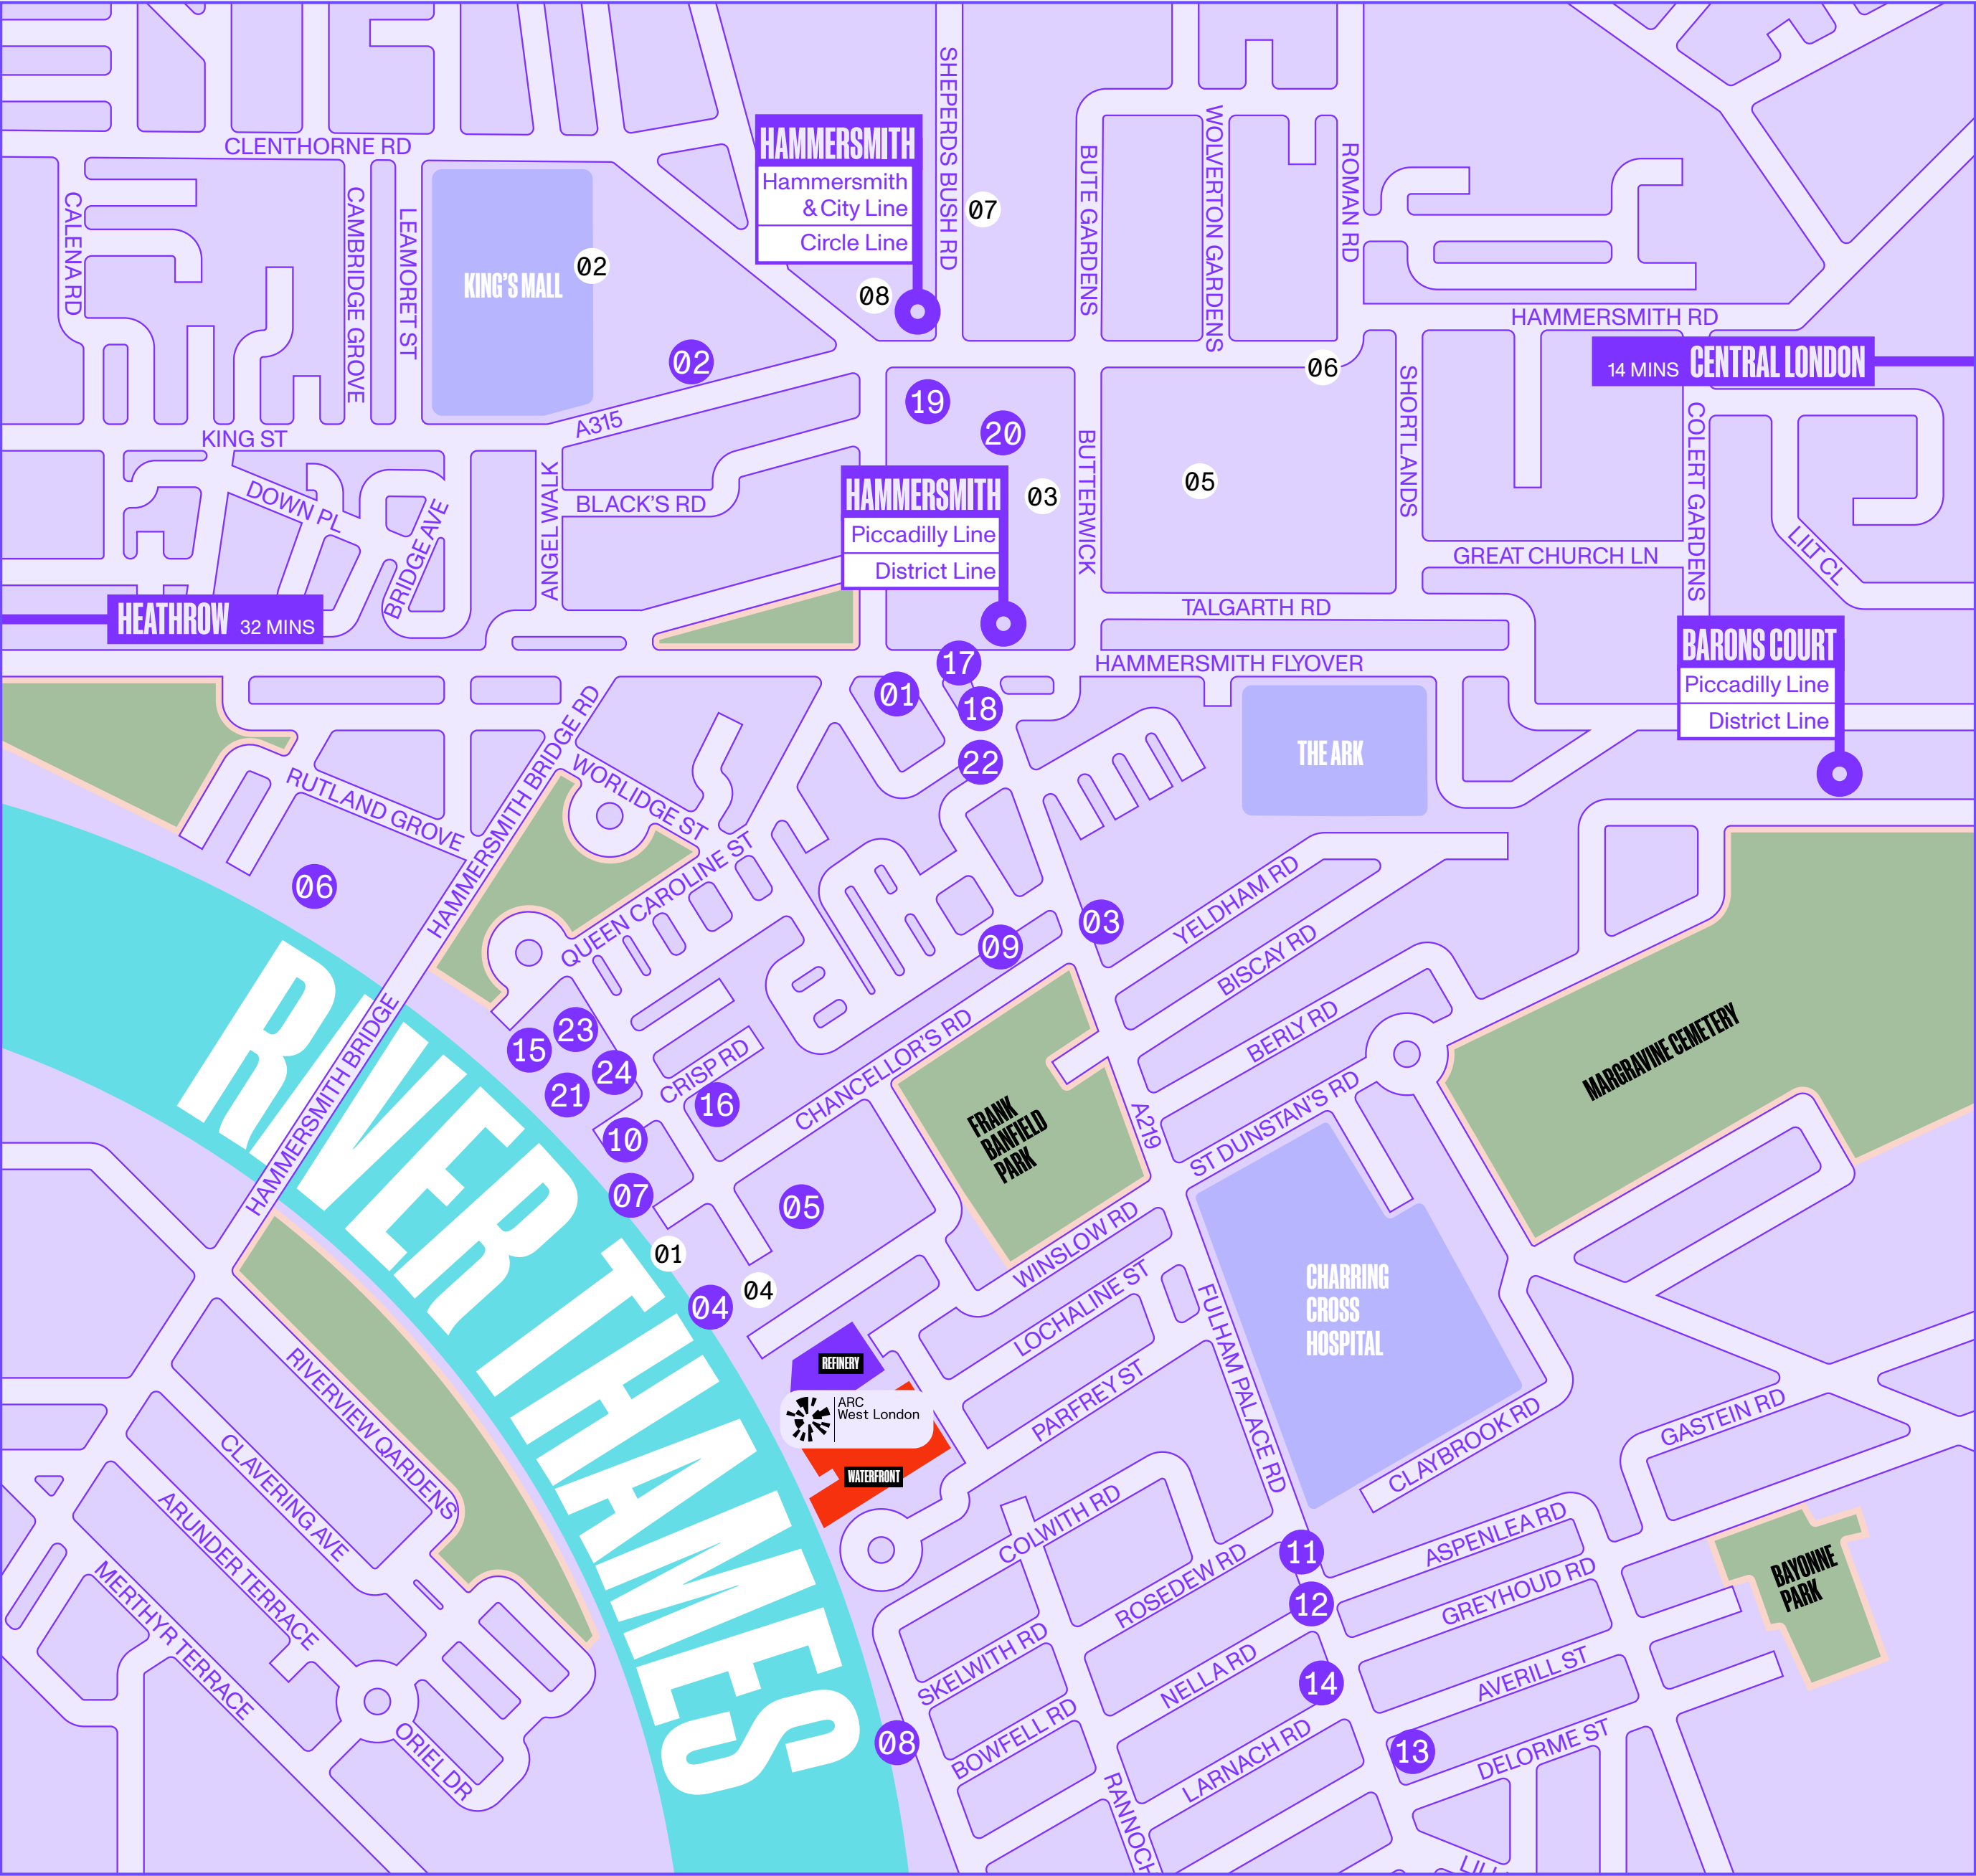 SHEPERDS BUSH RD
CLENTHORNE RD
HAMMERSMITH
Hammersmith
& City Line
Circle Line
WOLVERTON GARDENS
BUTE GARDENS
ROMAN RD
CALENA RD
CAMBRIDGE GROVE
LEAMORET ST
KING'S MALL
02
07
08
HAMMERSMITH RD
02
06
14 MINS CENTRAL LONDON
SHORTLANDS
19
20
A315
KING ST
COLERT GARDENS
BUTTERWICK
HAMMERSMITH
Piccadilly Line
District Line
03
05
DOWN PL
BRIDGE AVE
ANGEL WALK
BLACK'S RD
GREAT CHURCH LN
LILT CL
HEATHROW 32 MINS
TALGARTH RD
BARONS COURT
Piccadilly Line
District Line
HAMMERSMITH FLYOVER
17
01
18
22
THE ARK
HAMMERSMITH BRIDGE RD
WORLIDGE ST
RUTLAND GROVE
QUEEN CAROLINE ST
06
03
09
YELDHAM RD
BISCAY RD
BERLY RD
HAMMERSMITH BRIDGE
RIVER THAMES
23
15
24
21
CRISP RD
16
10
CHANCELLOR'S RD
FRANK
BANFIELD
PARK
A219
ST DUNSTAN'S RD
MARGRAVINE CEMETERY
07
05
01
04
04
WINSLOW RD
LOCHALINE ST
PARFREY ST
FULHAM PALACE RD
CHARRING
CROSS
HOSPITAL
REFINERY
ARC
West London
WATERFRONT
RIVERVIEW QARDENS
CLAVERING AVE
ARUNDER TERRACE
MERTHYR TERRACE
ORIEL DR
CLAYBROOK RD
GASTEIN RD
COLWITH RD
ROSEDEW RD
11
12
ASPENLEA RD
GREYHOUD RD
BAYONNE
PARK
SKELWITH RD
NELLA RD
14
AVERILL ST
08
BOWFELL RD
LARNACH RD
13
DELORME ST
RANNOCH